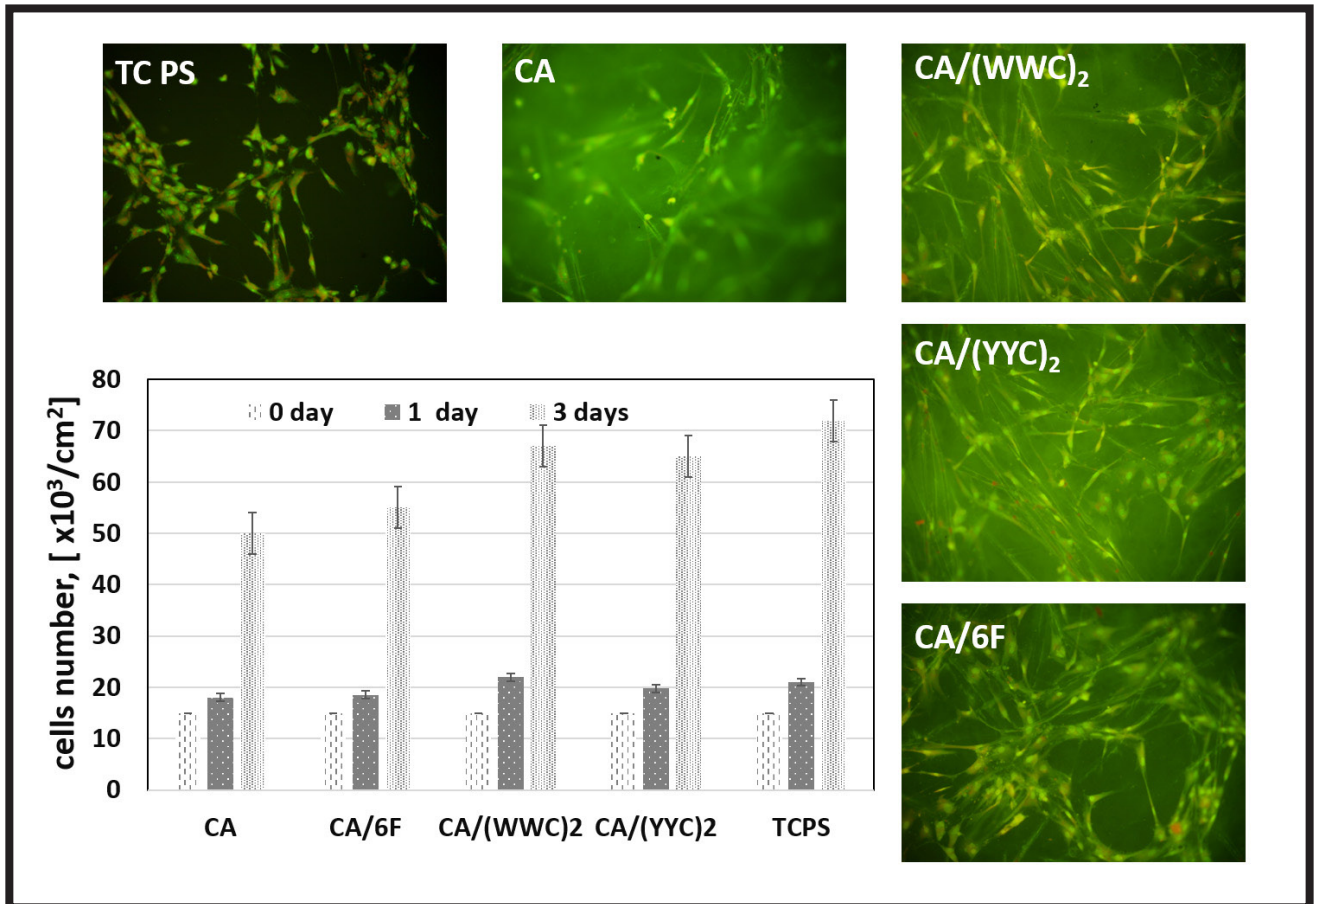 TC PS
CA
CA/(WWC)₂
CA/(YYC)₂
CA/6F
cells number, [ x10³/cm²]
80
70
60
50
40
30
20
10
0
0 day
1 day
3 days
CA
CA/6F
CA/(WWC)2
CA/(YYC)2
TCPS